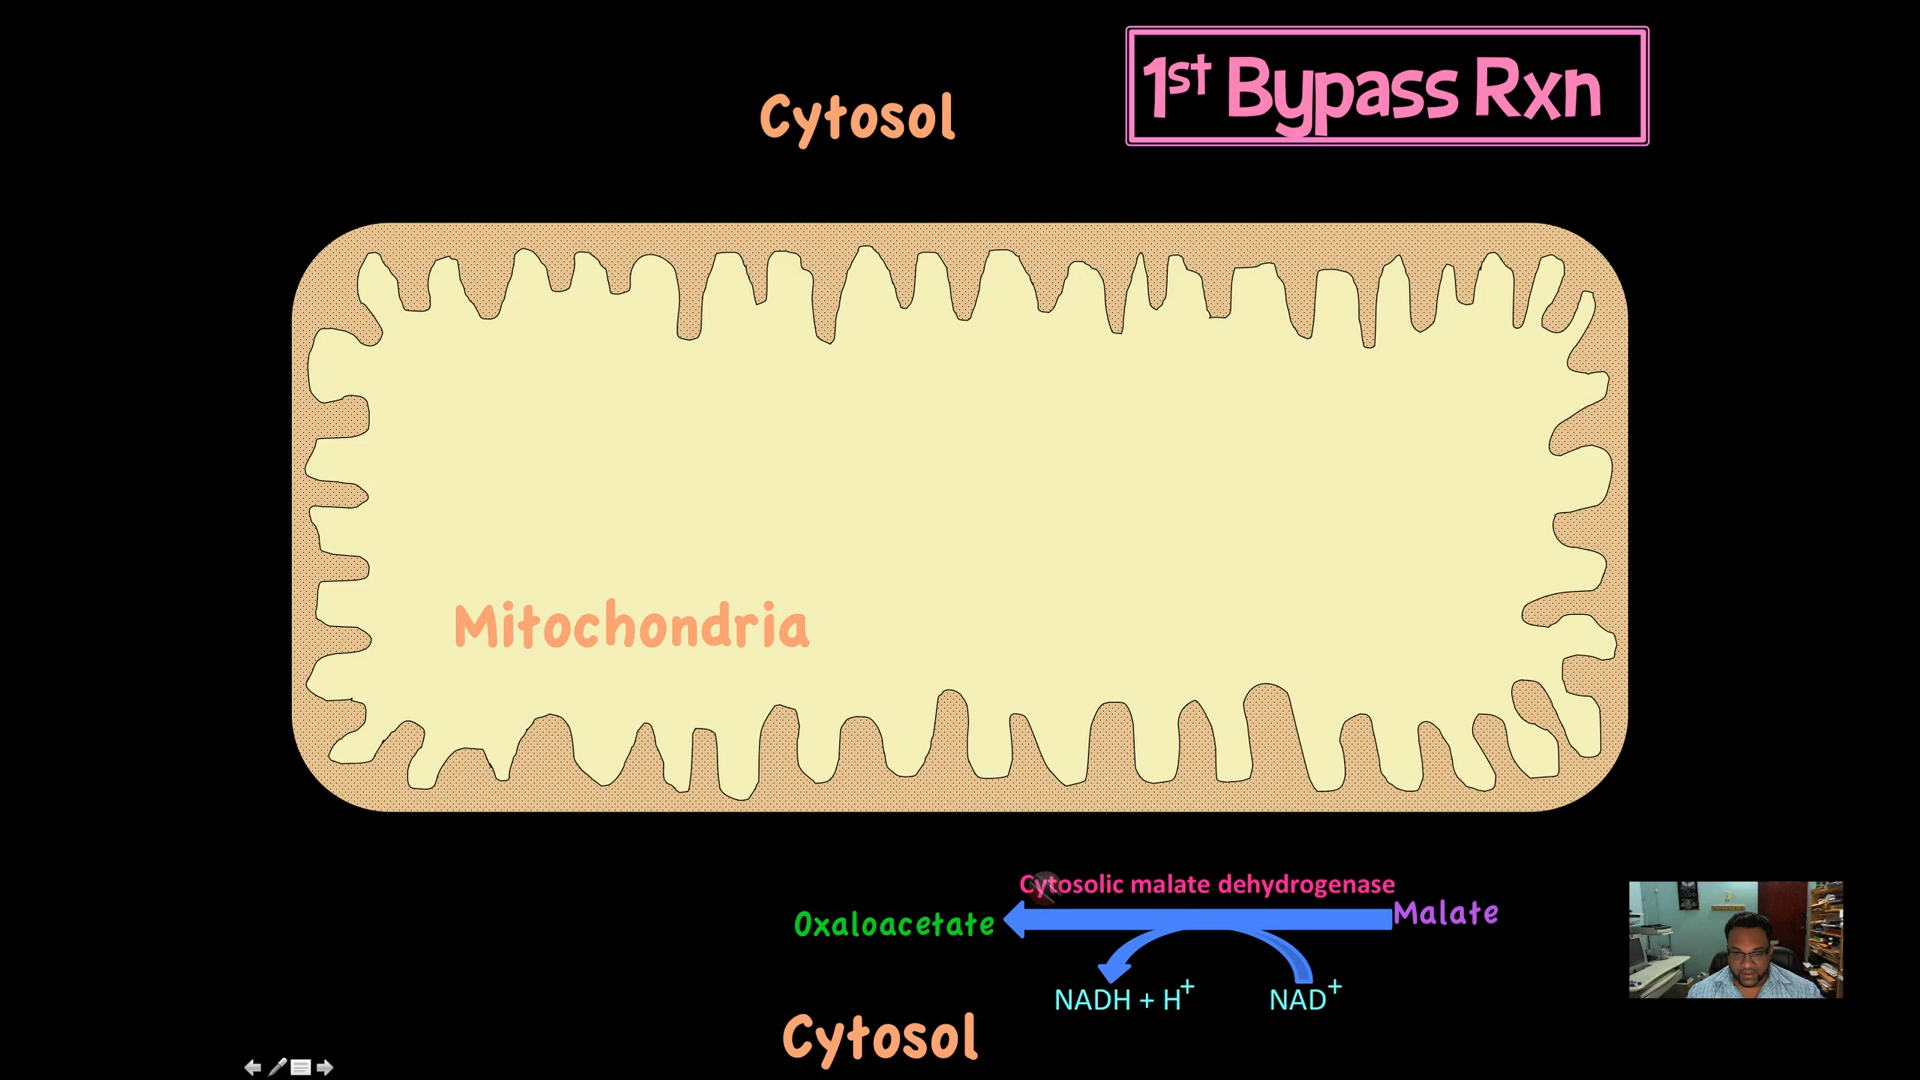 1st Bypass Rxn
Cytosol
Mitochondria
Cytosolic malate dehydrogenase
Oxaloacetate
Malate
NADH + H+
NAD+
Cytosol